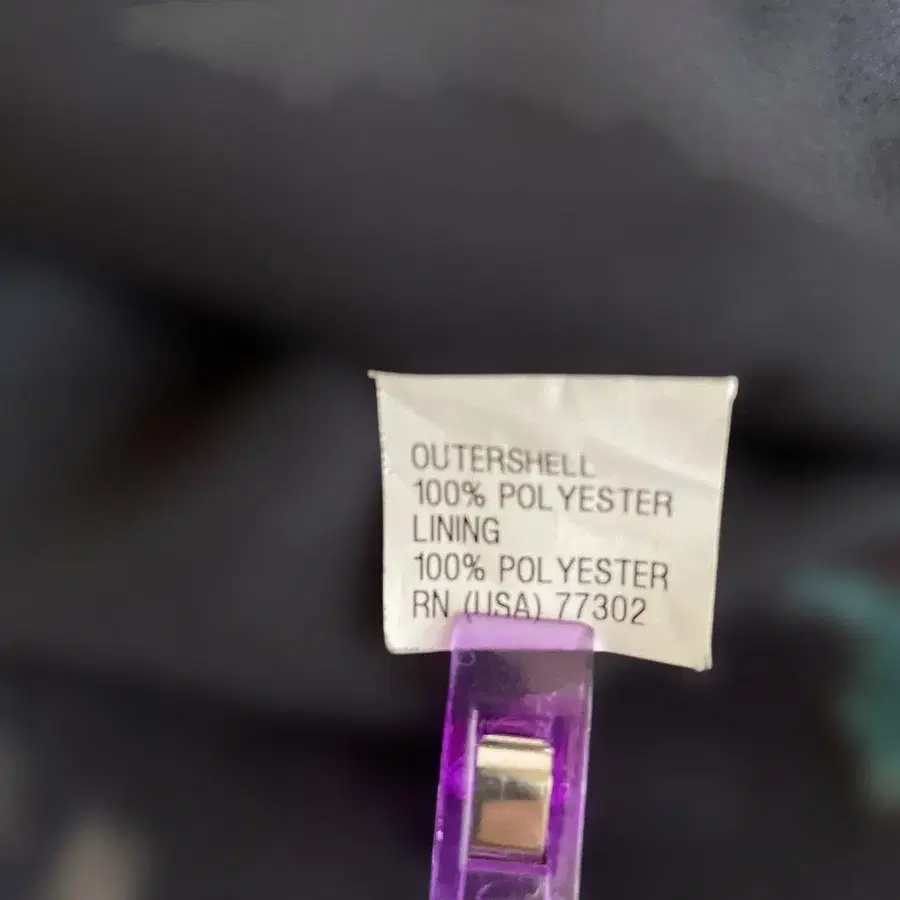 OUTERSHELL
100% POLYESTER
LINING
100% POLYESTER
RN (USA) 77302